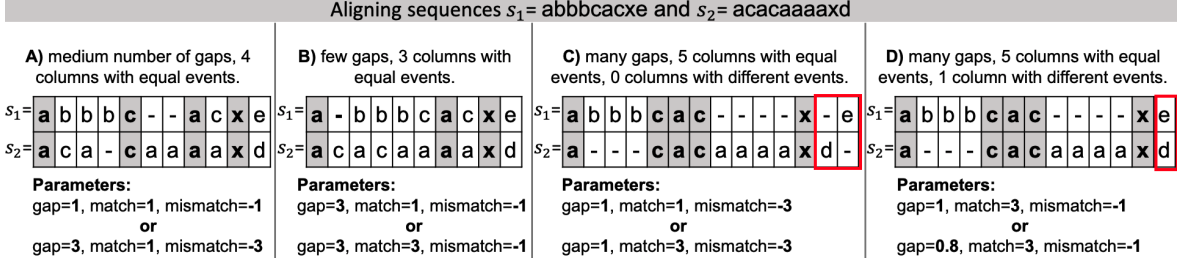 Aligning sequences s₁= abbbcacxe and s₂= acacaaaaxd
A) medium number of gaps, 4
columns with equal events.
s₁= a b b b c - - a c x e
s₂= a c a - c a a a a x d
Parameters:
gap=1, match=1, mismatch=-1
or
gap=3, match=1, mismatch=-3
B) few gaps, 3 columns with
equal events.
s₁= a - b b b c a c x e
s₂= a c a c a a a a x d
Parameters:
gap=3, match=1, mismatch=-1
or
gap=3, match=3, mismatch=-1
C) many gaps, 5 columns with equal
events, 0 columns with different events.
s₁= a b b b c a c - - - - x - e
s₂= a - - - c a c a a a a x d -
Parameters:
gap=1, match=1, mismatch=-3
or
gap=1, match=3, mismatch=-3
D) many gaps, 5 columns with equal
events, 1 column with different events.
s₁= a b b b c a c - - - - x e
s₂= a - - - c a c a a a a x d
Parameters:
gap=1, match=3, mismatch=-1
or
gap=0.8, match=3, mismatch=-1